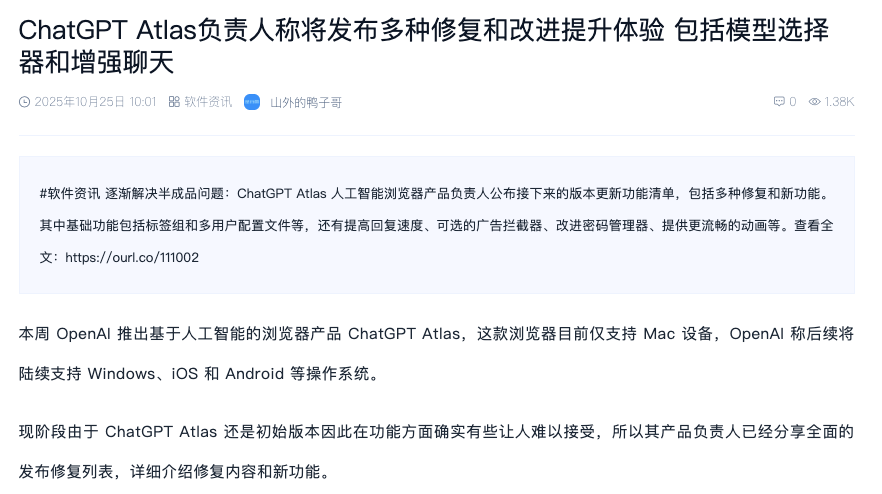 ChatGPT Atlas负责人称将发布多种修复和改进提升体验 包括模型选择
器和增强聊天
2025年10月25日 10:01 软件资讯 山外的鸭子哥 0 1.38K
#软件资讯 逐渐解决半成品问题：ChatGPT Atlas 人工智能浏览器产品负责人公布接下来的版本更新功能清单，包括多种修复和新功能。
其中基础功能包括标签组和多用户配置文件等，还有提高回复速度、可选的广告拦截器、改进密码管理器、提供更流畅的动画等。查看全
文：https://ourl.co/111002
本周 OpenAI 推出基于人工智能的浏览器产品 ChatGPT Atlas，这款浏览器目前仅支持 Mac 设备，OpenAI 称后续将
陆续支持 Windows、iOS 和 Android 等操作系统。
现阶段由于 ChatGPT Atlas 还是初始版本因此在功能方面确实有些让人难以接受，所以其产品负责人已经分享全面的
发布修复列表，详细介绍修复内容和新功能。